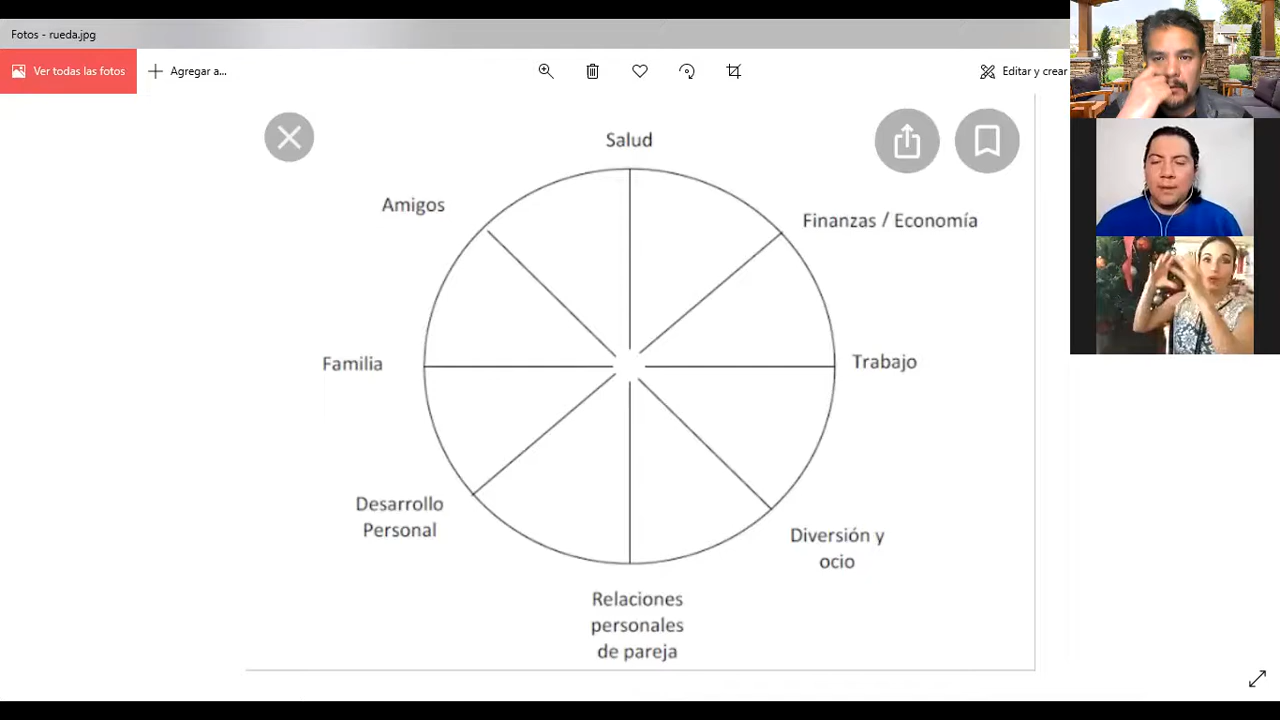 Fotos - rueda.jpg
Ver todas las fotos
Agregar a...
Editar y crear
Salud
Amigos
Finanzas / Economía
Familia
Trabajo
Desarrollo
Personal
Diversión y
ocio
Relaciones
personales
de pareja